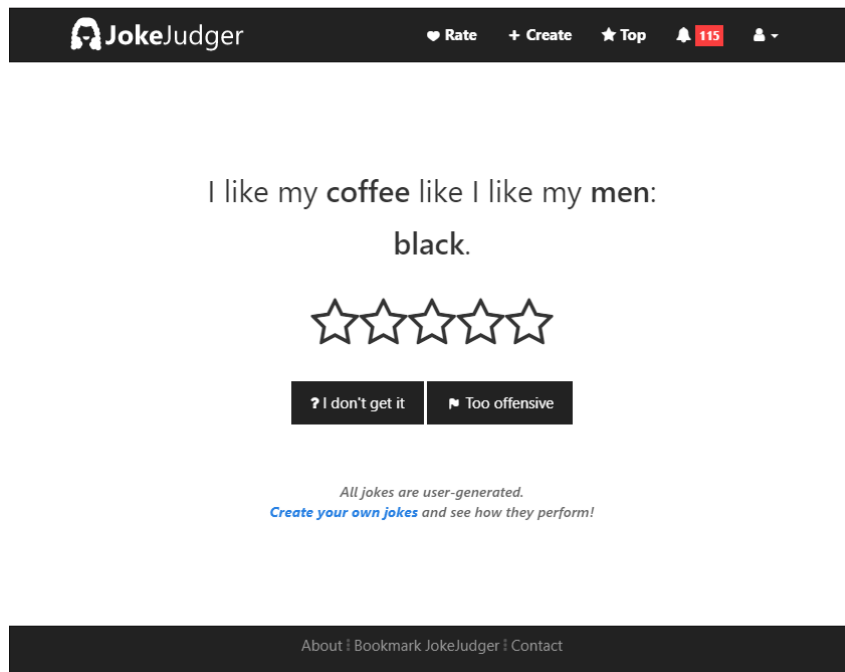 JokeJudger
Rate
+ Create
Top
115
I like my coffee like I like my men:
black.
? I don't get it
Too offensive
All jokes are user-generated.
Create your own jokes and see how they perform!
About ⁞ Bookmark JokeJudger ⁞ Contact